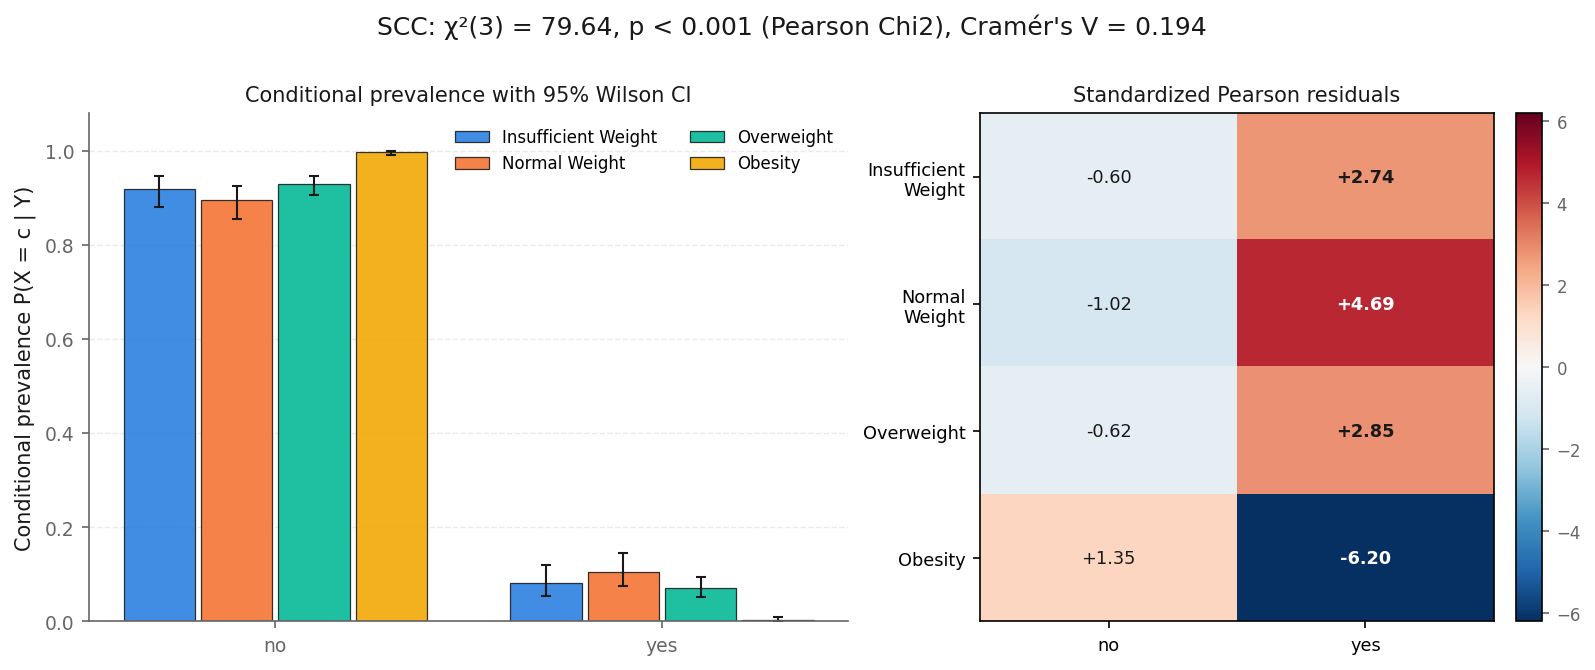 SCC: χ²(3) = 79.64, p < 0.001 (Pearson Chi2), Cramér's V = 0.194
Conditional prevalence with 95% Wilson CI
Conditional prevalence P(X = c | Y)
1.0
0.8
0.6
0.4
0.2
0.0
Insufficient Weight
Normal Weight
Overweight
Obesity
no
yes
Standardized Pearson residuals
Insufficient
Weight
-0.60
+2.74
Normal
Weight
-1.02
+4.69
Overweight
-0.62
+2.85
Obesity
+1.35
-6.20
no
yes
6
4
2
0
−2
−4
−6